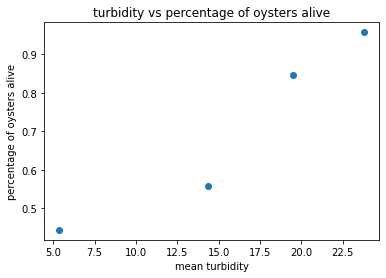 turbidity vs percentage of oysters alive
percentage of oysters alive
0.9
0.8
0.7
0.6
0.5
5.0 7.5 10.0 12.5 15.0 17.5 20.0 22.5
mean turbidity